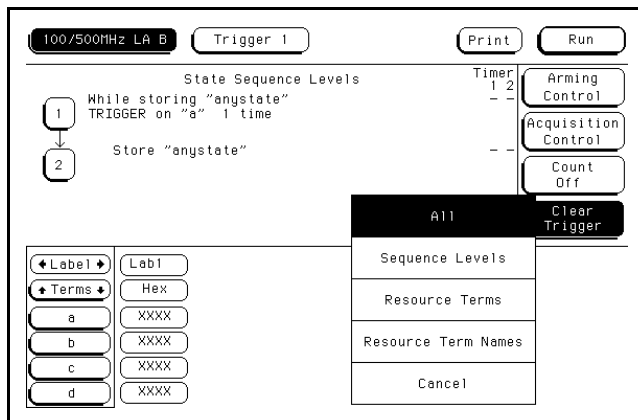 100/500MHz LA B
Trigger 1
Print
Run
State Sequence Levels
Timer
1 2
1
While storing "anystate"
TRIGGER on "a" 1 time
- -
2
Store "anystate"
- -
Arming
Control
Acquisition
Control
Count
Off
Clear
Trigger
All
Sequence Levels
Resource Terms
Resource Term Names
Cancel
Label
Lab1
Terms
Hex
a
XXXX
b
XXXX
c
XXXX
d
XXXX